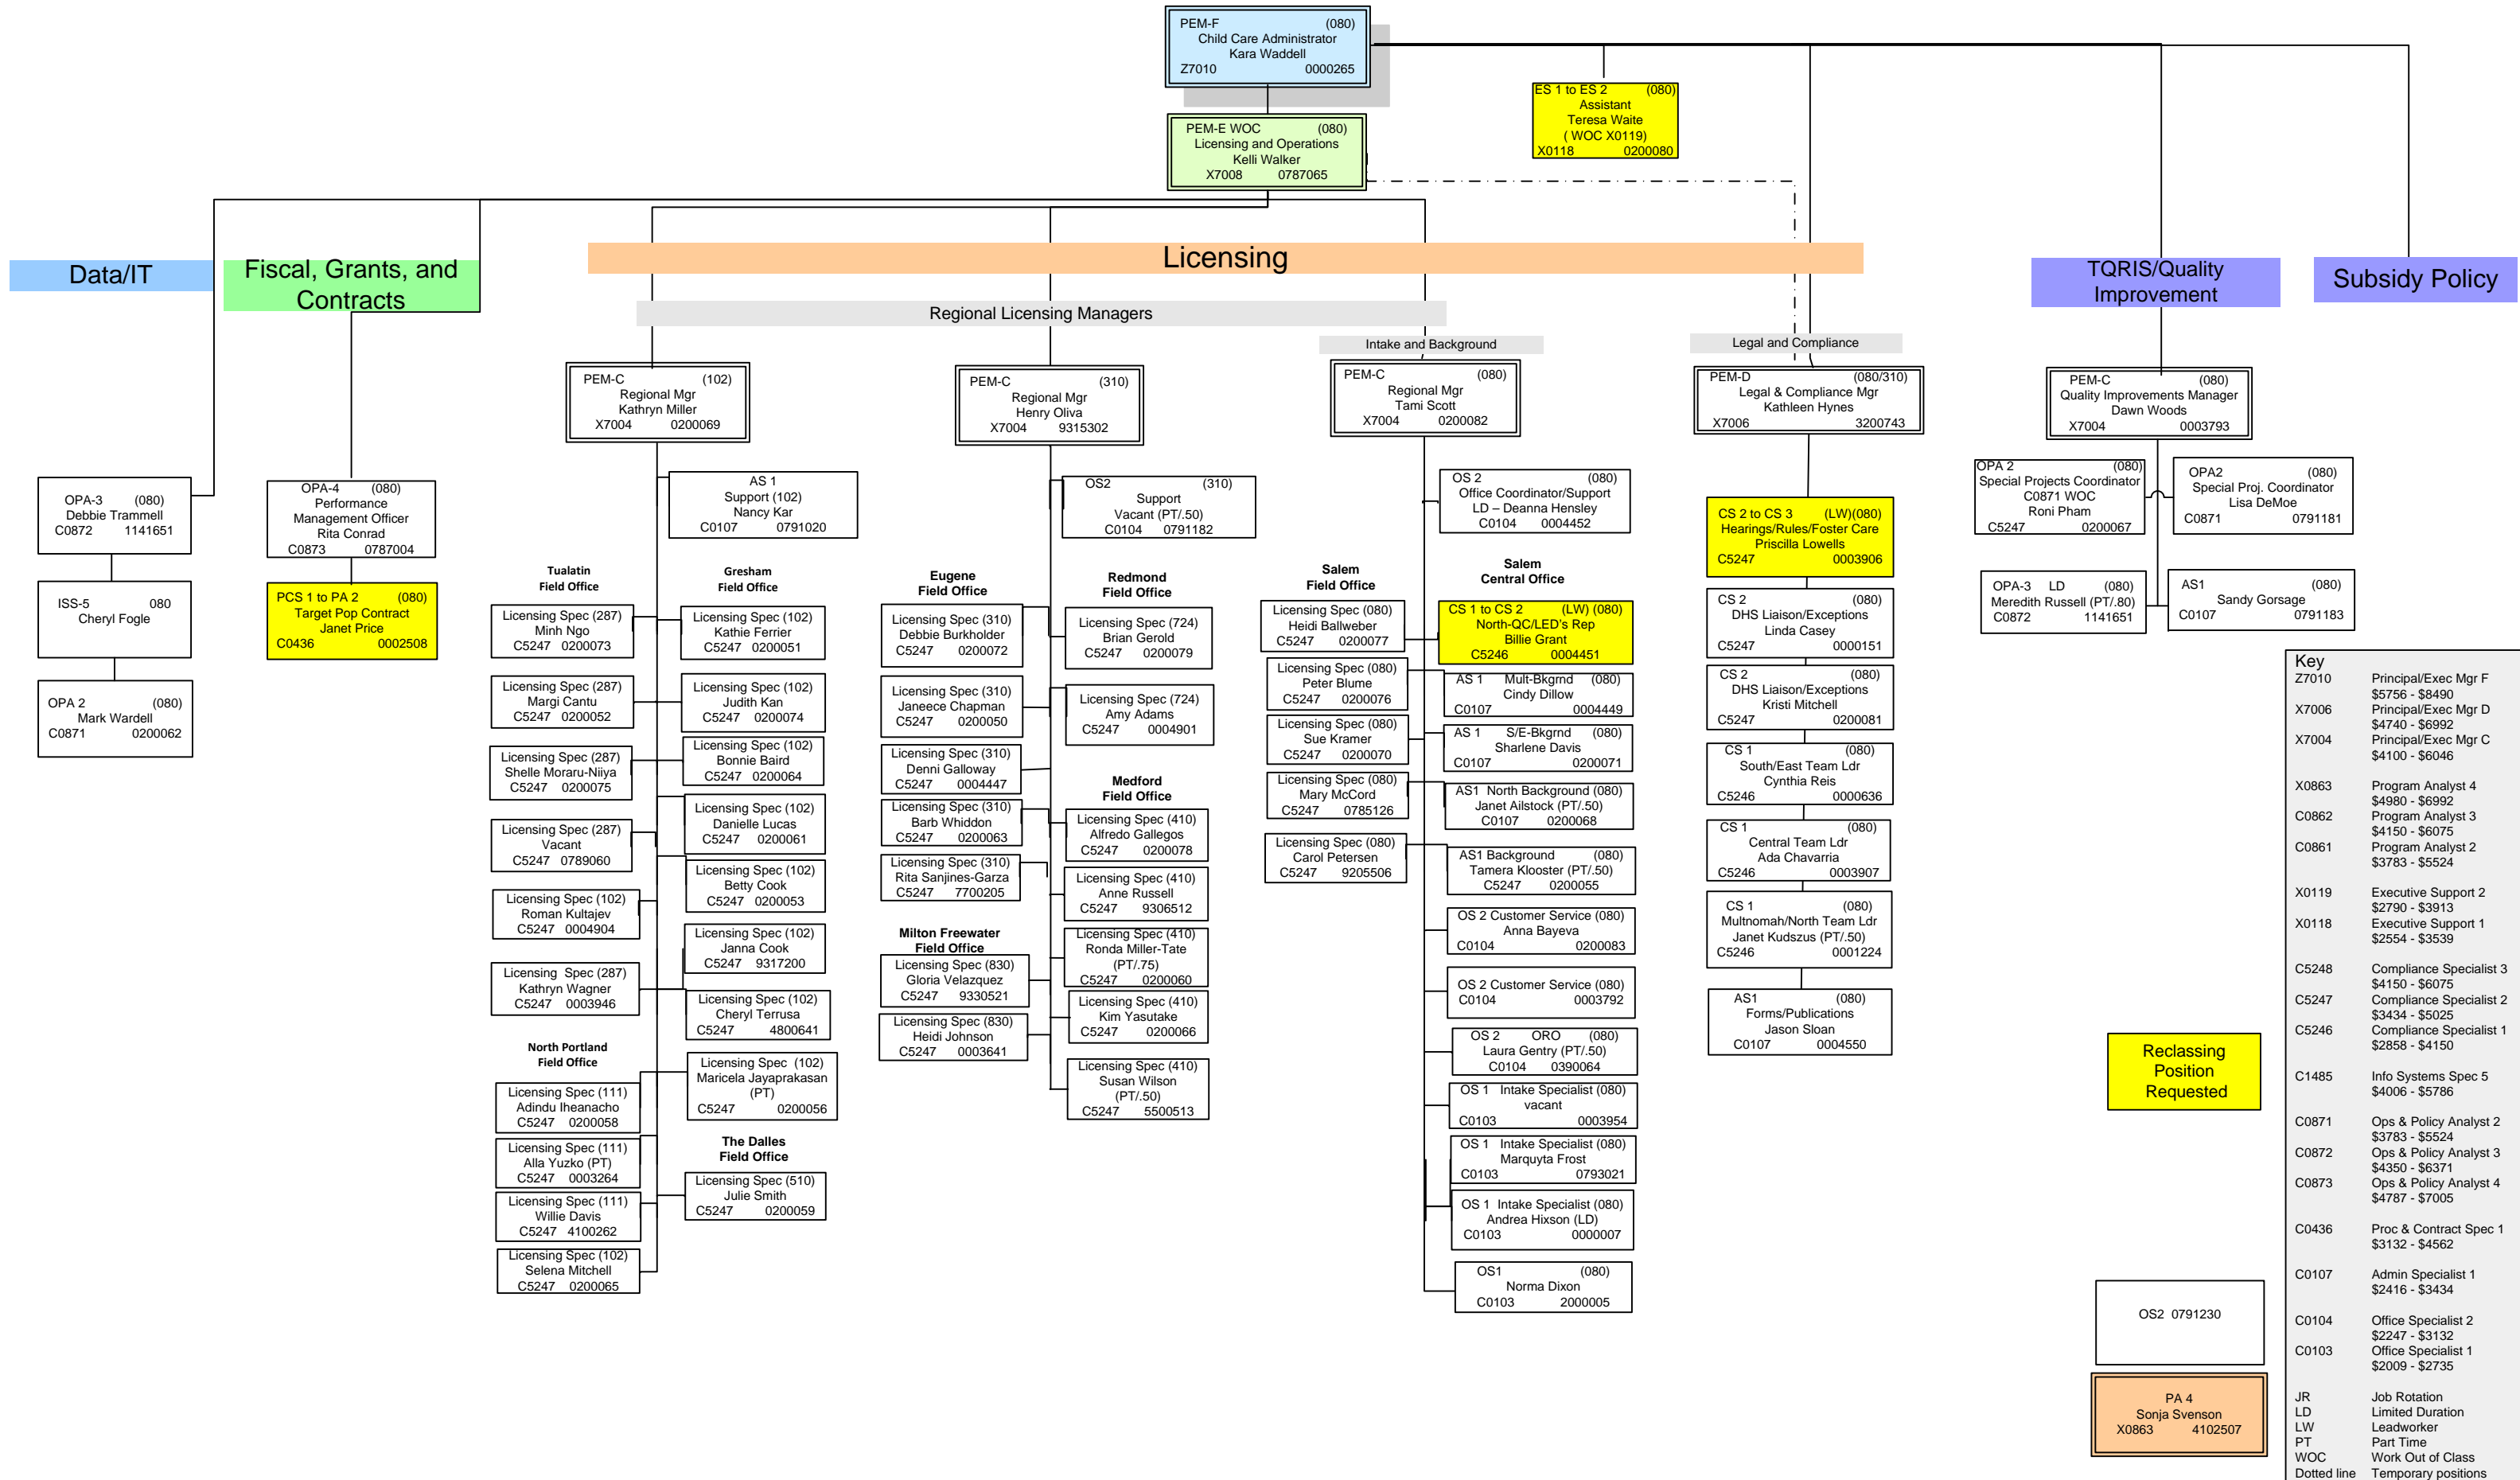 PEM-F (080)
Child Care Administrator
Kara Waddell
Z7010 0000265
ES 1 to ES 2 (080)
Assistant
Teresa Waite
( WOC X0119)
X0118 0200080
PEM-E WOC (080)
Licensing and Operations
Kelli Walker
X7008 0787065
Data/IT
Fiscal, Grants, and
Contracts
Licensing
TQRIS/Quality
Improvement
Subsidy Policy
Regional Licensing Managers
Intake and Background
Legal and Compliance
PEM-C (102)
Regional Mgr
Kathryn Miller
X7004 0200069
PEM-C (310)
Regional Mgr
Henry Oliva
X7004 9315302
PEM-C (080)
Regional Mgr
Tami Scott
X7004 0200082
PEM-D (080/310)
Legal & Compliance Mgr
Kathleen Hynes
X7006 3200743
PEM-C (080)
Quality Improvements Manager
Dawn Woods
X7004 0003793
OPA-3 (080)
Debbie Trammell
C0872 1141651
ISS-5 080
Cheryl Fogle
OPA 2 (080)
Mark Wardell
C0871 0200062
OPA-4 (080)
Performance
Management Officer
Rita Conrad
C0873 0787004
PCS 1 to PA 2 (080)
Target Pop Contract
Janet Price
C0436 0002508
AS 1
Support (102)
Nancy Kar
C0107 0791020
Tualatin
Field Office
Licensing Spec (287)
Minh Ngo
C5247 0200073
Licensing Spec (287)
Margi Cantu
C5247 0200052
Licensing Spec (287)
Shelle Moraru-Niiya
C5247 0200075
Licensing Spec (287)
Vacant
C5247 0789060
Licensing Spec (102)
Roman Kultajev
C5247 0004904
Licensing Spec (287)
Kathryn Wagner
C5247 0003946
North Portland
Field Office
Licensing Spec (111)
Adindu Iheanacho
C5247 0200058
Licensing Spec (111)
Alla Yuzko (PT)
C5247 0003264
Licensing Spec (111)
Willie Davis
C5247 4100262
Licensing Spec (102)
Selena Mitchell
C5247 0200065
Gresham
Field Office
Licensing Spec (102)
Kathie Ferrier
C5247 0200051
Licensing Spec (102)
Judith Kan
C5247 0200074
Licensing Spec (102)
Bonnie Baird
C5247 0200064
Licensing Spec (102)
Danielle Lucas
C5247 0200061
Licensing Spec (102)
Betty Cook
C5247 0200053
Licensing Spec (102)
Janna Cook
C5247 9317200
Licensing Spec (102)
Cheryl Terrusa
C5247 4800641
Licensing Spec (102)
Maricela Jayaprakasan
(PT)
C5247 0200056
The Dalles
Field Office
Licensing Spec (510)
Julie Smith
C5247 0200059
OS2 (310)
Support
Vacant (PT/.50)
C0104 0791182
Eugene
Field Office
Licensing Spec (310)
Debbie Burkholder
C5247 0200072
Licensing Spec (310)
Janeece Chapman
C5247 0200050
Licensing Spec (310)
Denni Galloway
C5247 0004447
Licensing Spec (310)
Barb Whiddon
C5247 0200063
Licensing Spec (310)
Rita Sanjines-Garza
C5247 7700205
Milton Freewater
Field Office
Licensing Spec (830)
Gloria Velazquez
C5247 9330521
Licensing Spec (830)
Heidi Johnson
C5247 0003641
Redmond
Field Office
Licensing Spec (724)
Brian Gerold
C5247 0200079
Licensing Spec (724)
Amy Adams
C5247 0004901
Medford
Field Office
Licensing Spec (410)
Alfredo Gallegos
C5247 0200078
Licensing Spec (410)
Anne Russell
C5247 9306512
Licensing Spec (410)
Ronda Miller-Tate
(PT/.75)
C5247 0200060
Licensing Spec (410)
Kim Yasutake
C5247 0200066
Licensing Spec (410)
Susan Wilson
(PT/.50)
C5247 5500513
OS 2 (080)
Office Coordinator/Support
LD – Deanna Hensley
C0104 0004452
Salem
Field Office
Licensing Spec (080)
Heidi Ballweber
C5247 0200077
Licensing Spec (080)
Peter Blume
C5247 0200076
Licensing Spec (080)
Sue Kramer
C5247 0200070
Licensing Spec (080)
Mary McCord
C5247 0785126
Licensing Spec (080)
Carol Petersen
C5247 9205506
Salem
Central Office
CS 1 to CS 2 (LW) (080)
North-QC/LED's Rep
Billie Grant
C5246 0004451
AS 1 Mult-Bkgrnd (080)
Cindy Dillow
C0107 0004449
AS 1 S/E-Bkgrnd (080)
Sharlene Davis
C0107 0200071
AS1 North Background (080)
Janet Ailstock (PT/.50)
C0107 0200068
AS1 Background (080)
Tamera Klooster (PT/.50)
C5247 0200055
OS 2 Customer Service (080)
Anna Bayeva
C0104 0200083
OS 2 Customer Service (080)
C0104 0003792
OS 2 ORO (080)
Laura Gentry (PT/.50)
C0104 0390064
OS 1 Intake Specialist (080)
vacant
C0103 0003954
OS 1 Intake Specialist (080)
Marquyta Frost
C0103 0793021
OS 1 Intake Specialist (080)
Andrea Hixson (LD)
C0103 0000007
OS1 (080)
Norma Dixon
C0103 2000005
CS 2 to CS 3 (LW)(080)
Hearings/Rules/Foster Care
Priscilla Lowells
C5247 0003906
CS 2 (080)
DHS Liaison/Exceptions
Linda Casey
C5247 0000151
CS 2 (080)
DHS Liaison/Exceptions
Kristi Mitchell
C5247 0200081
CS 1 (080)
South/East Team Ldr
Cynthia Reis
C5246 0000636
CS 1 (080)
Central Team Ldr
Ada Chavarria
C5246 0003907
CS 1 (080)
Multnomah/North Team Ldr
Janet Kudszus (PT/.50)
C5246 0001224
AS1 (080)
Forms/Publications
Jason Sloan
C0107 0004550
OPA 2 (080)
Special Projects Coordinator
C0871 WOC
Roni Pham
C5247 0200067
OPA2 (080)
Special Proj. Coordinator
Lisa DeMoe
C0871 0791181
OPA-3 LD (080)
Meredith Russell (PT/.80)
C0872 1141651
AS1 (080)
Sandy Gorsage
C0107 0791183
Reclassing
Position
Requested
OS2 0791230
PA 4
Sonja Svenson
X0863 4102507
Key
Z7010 Principal/Exec Mgr F
$5756 - $8490
X7006 Principal/Exec Mgr D
$4740 - $6992
X7004 Principal/Exec Mgr C
$4100 - $6046
X0863 Program Analyst 4
$4980 - $6992
C0862 Program Analyst 3
$4150 - $6075
C0861 Program Analyst 2
$3783 - $5524
X0119 Executive Support 2
$2790 - $3913
X0118 Executive Support 1
$2554 - $3539
C5248 Compliance Specialist 3
$4150 - $6075
C5247 Compliance Specialist 2
$3434 - $5025
C5246 Compliance Specialist 1
$2858 - $4150
C1485 Info Systems Spec 5
$4006 - $5786
C0871 Ops & Policy Analyst 2
$3783 - $5524
C0872 Ops & Policy Analyst 3
$4350 - $6371
C0873 Ops & Policy Analyst 4
$4787 - $7005
C0436 Proc & Contract Spec 1
$3132 - $4562
C0107 Admin Specialist 1
$2416 - $3434
C0104 Office Specialist 2
$2247 - $3132
C0103 Office Specialist 1
$2009 - $2735
JR Job Rotation
LD Limited Duration
LW Leadworker
PT Part Time
WOC Work Out of Class
Dotted line Temporary positions